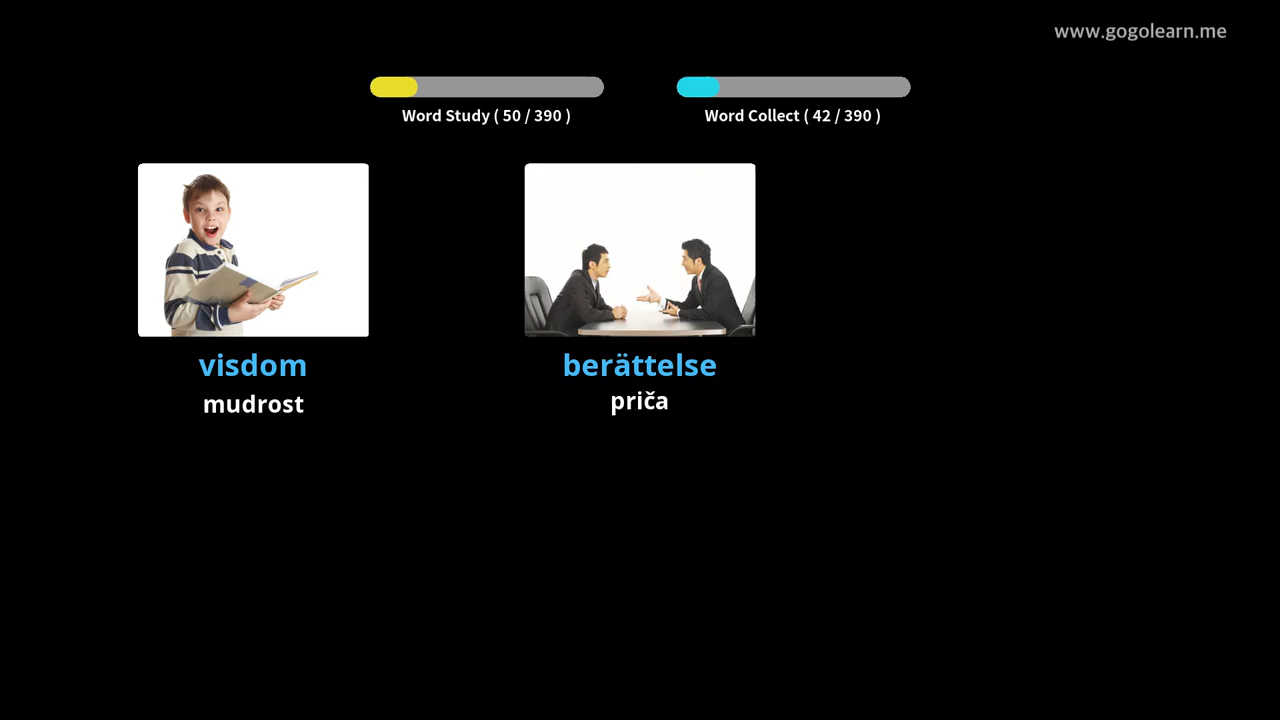 www.gogolearn.me
Word Study ( 50 / 390 )
Word Collect ( 42 / 390 )
visdom
mudrost
berättelse
priča